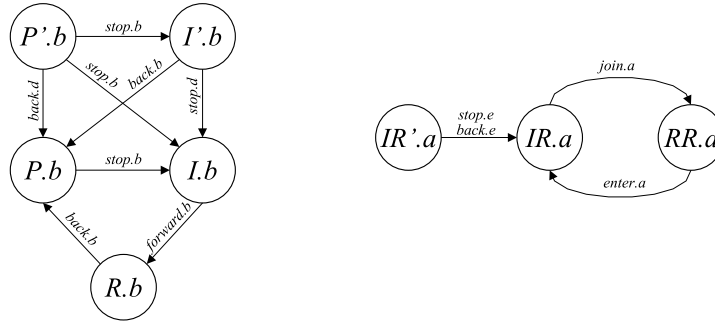 P'.b
stop.b
I'.b
back.d
stop.b
back.b
stop.d
P.b
stop.b
I.b
back.b
forward.b
R.b
join.a
IR'.a
stop.e
back.e
IR.a
RR.a
enter.a